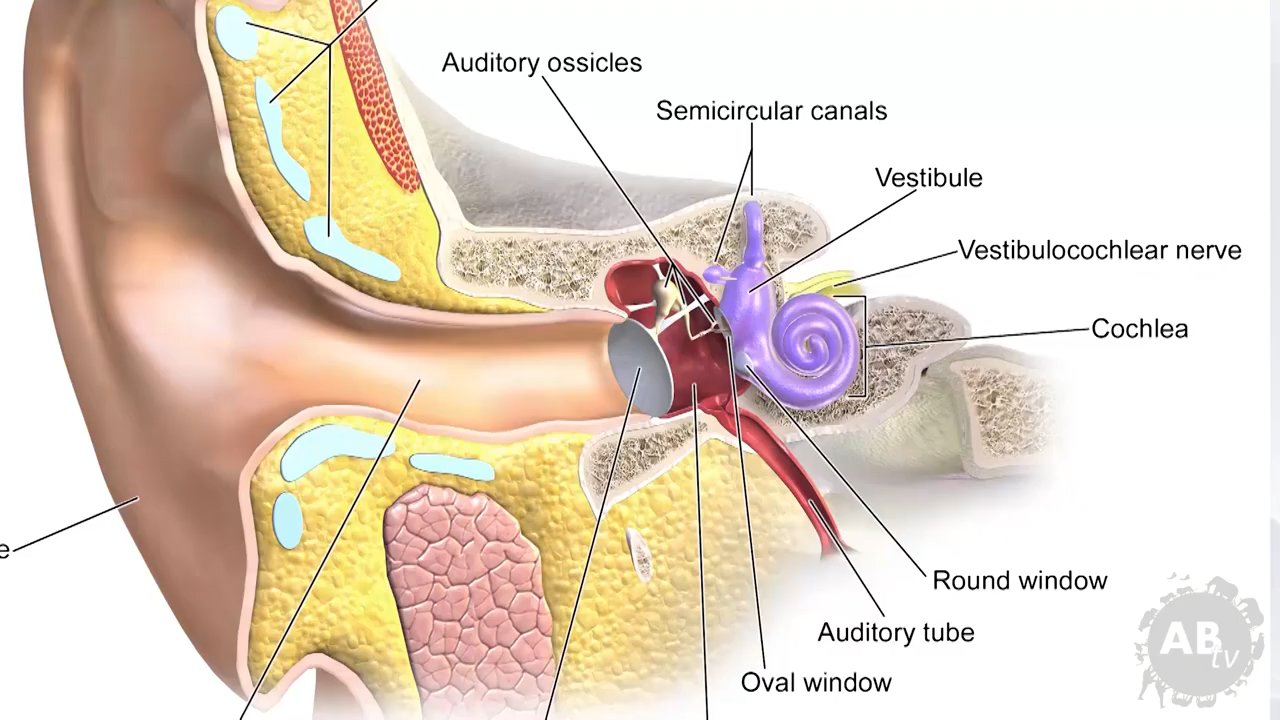 Auditory ossicles
Semicircular canals
Vestibule
Vestibulocochlear nerve
Cochlea
e
Round window
Auditory tube
Oval window
AB
tv